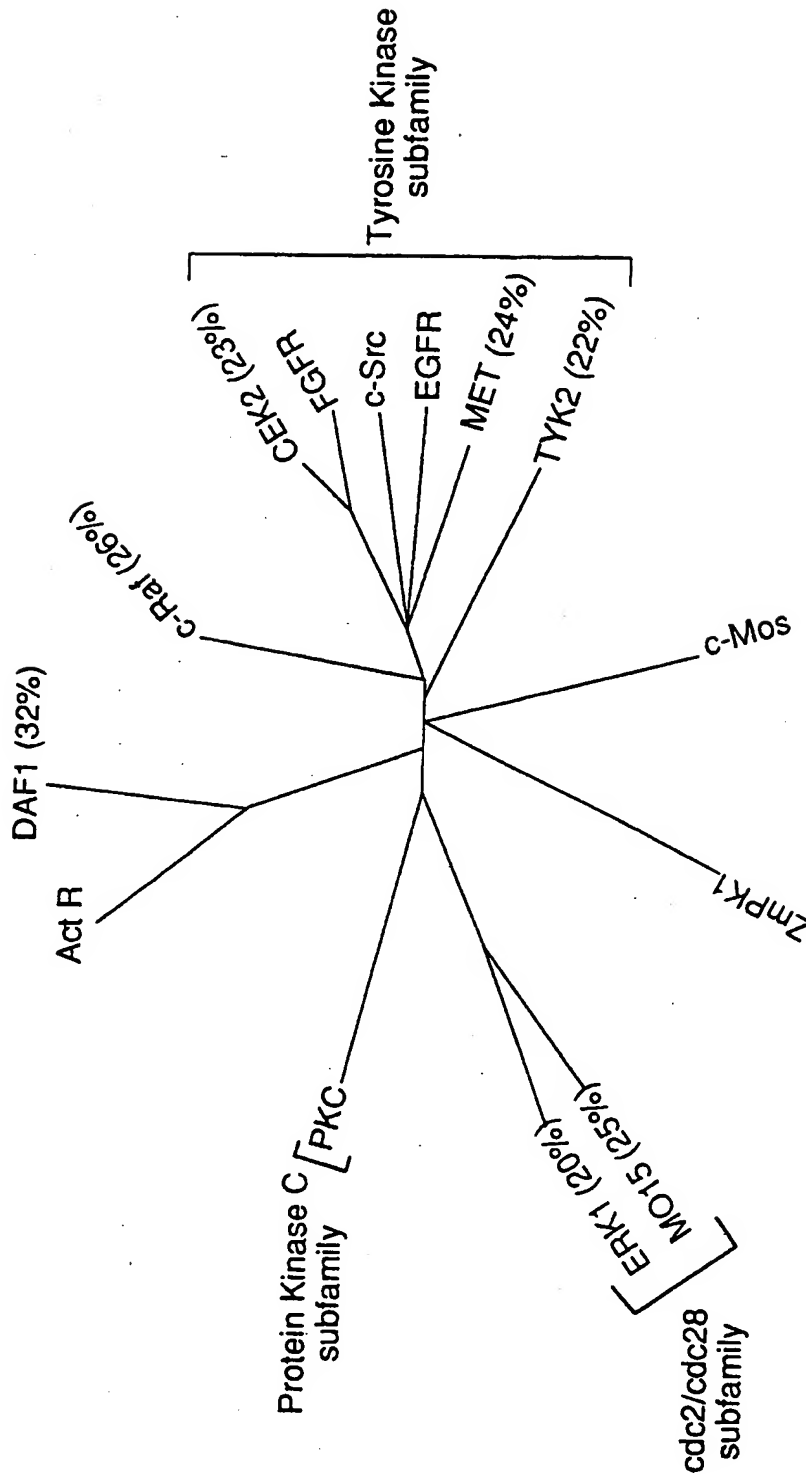 DAF1 (32%)
Act R
c-Raf (26%)
CEK2 (23%)
FGFR
c-Src
EGFR
MET (24%)
TYK2 (22%)
Tyrosine Kinase
subfamily
c-Mos
ZmPK1
Protein Kinase C
subfamily
PKC
ERK1 (20%)
MO15 (25%)
cdc2/cdc28
subfamily